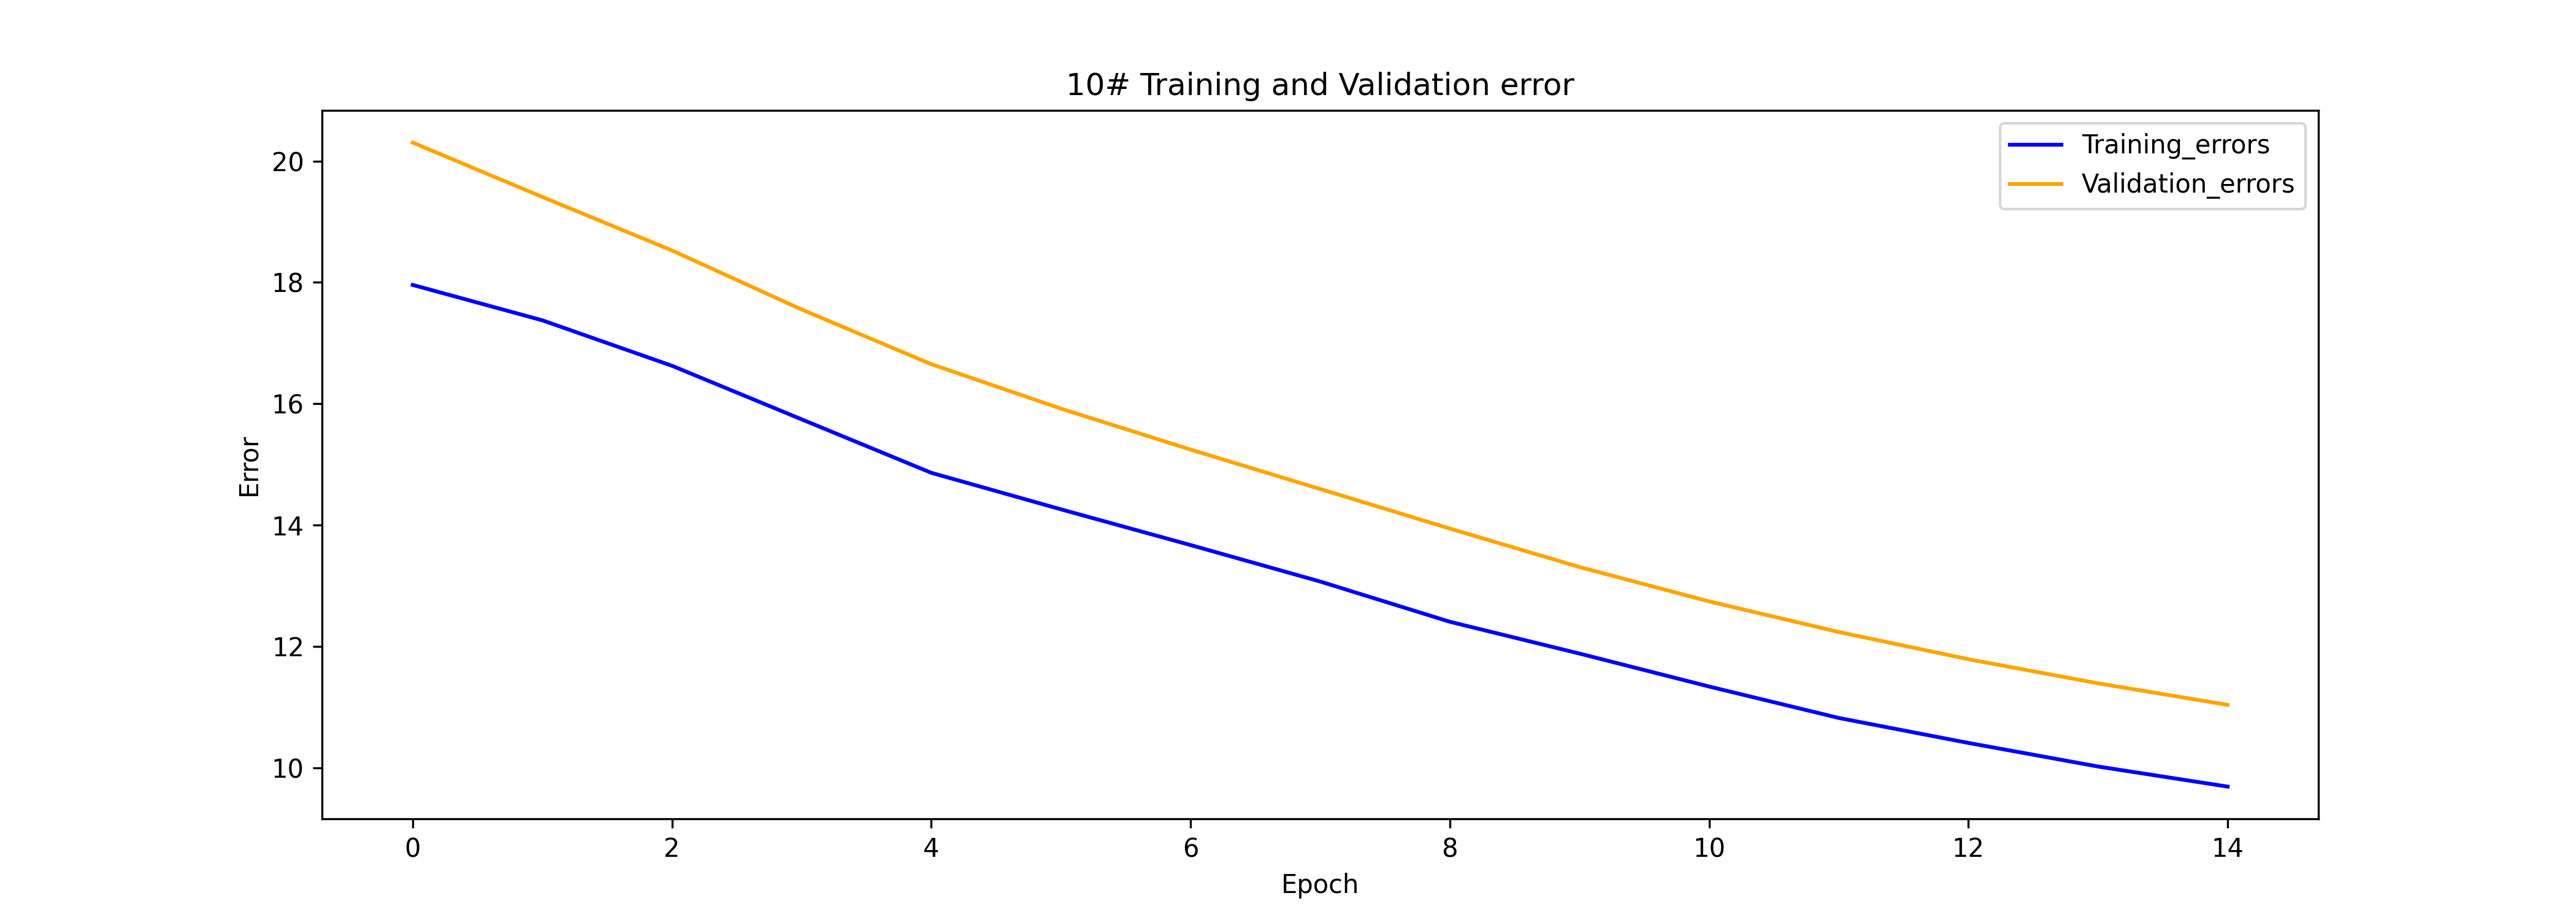 10# Training and Validation error
Training_errors
Validation_errors
20
18
16
14
12
10
Error
0 2 4 6 8 10 12 14
Epoch